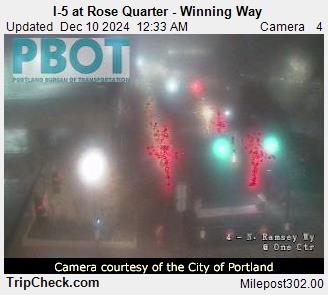 I-5 at Rose Quarter - Winning Way
Updated Dec 10 2024 12:33 AM Camera 4
PBOT
PORTLAND BUREAU OF TRANSPORTATION
4 - N. Ramsey Wy
@ One Ctr
Camera courtesy of the City of Portland
TripCheck.com Milepost302.00